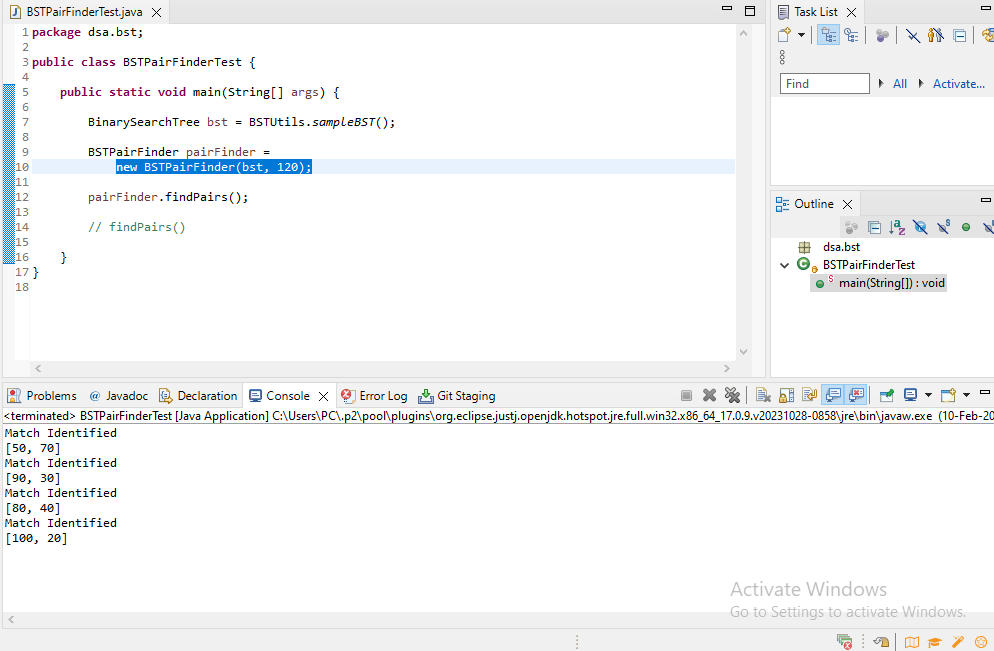 BSTPairFinderTest.java
1 package dsa.bst;
2
3 public class BSTPairFinderTest {
4
5     public static void main(String[] args) {
6
7         BinarySearchTree bst = BSTUtils.sampleBST();
8
9         BSTPairFinder pairFinder =
10             new BSTPairFinder(bst, 120);
11
12         pairFinder.findPairs();
13
14         // findPairs()
15
16     }
17 }
18
Task List
Find
All
Activate...
Outline
dsa.bst
BSTPairFinderTest
main(String[]) : void
Problems @ Javadoc Declaration Console Error Log Git Staging
<terminated> BSTPairFinderTest [Java Application] C:\Users\PC\.p2\pool\plugins\org.eclipse.justj.openjdk.hotspot.jre.full.win32.x86_64_17.0.9.v20231028-0858\jre\bin\javaw.exe (10-Feb-20
Match Identified
[50, 70]
Match Identified
[90, 30]
Match Identified
[80, 40]
Match Identified
[100, 20]
Activate Windows
Go to Settings to activate Windows.